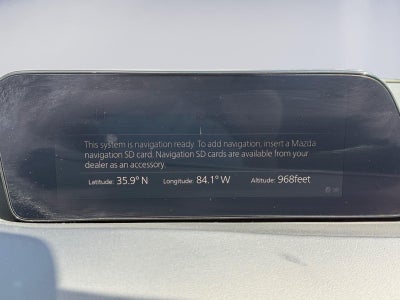 This system is navigation ready. To add navigation, insert a Mazda
navigation SD card. Navigation SD cards are available from your
dealer as an accessory.
Latitude: 35.9° N Longitude: 84.1° W Altitude: 968feet